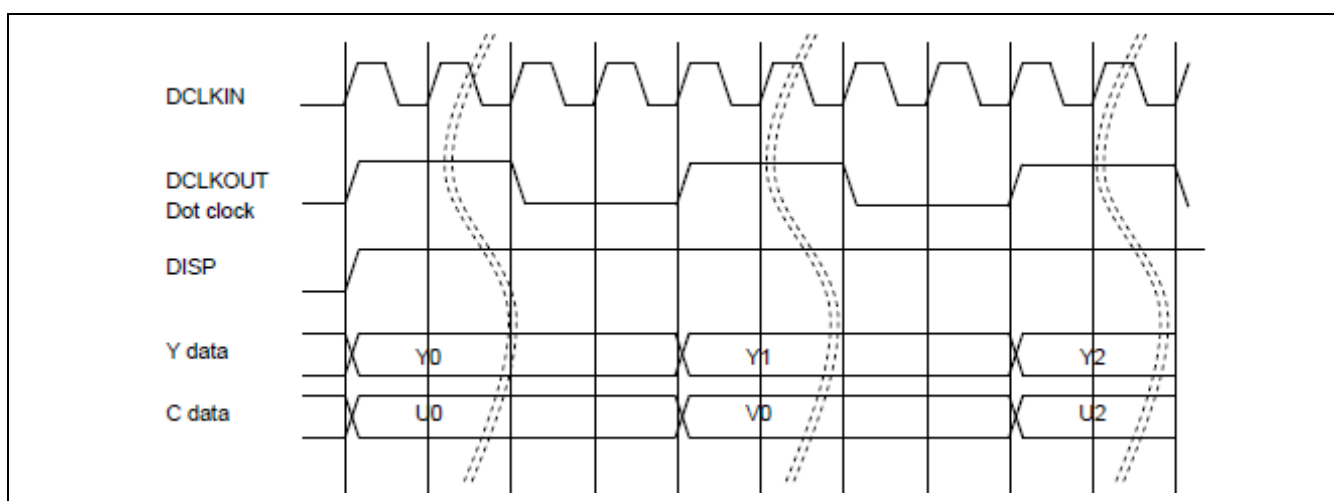 DCLKIN
DCLKOUT
Dot clock
DISP
Y data Y0 Y1 Y2
C data U0 V0 U2